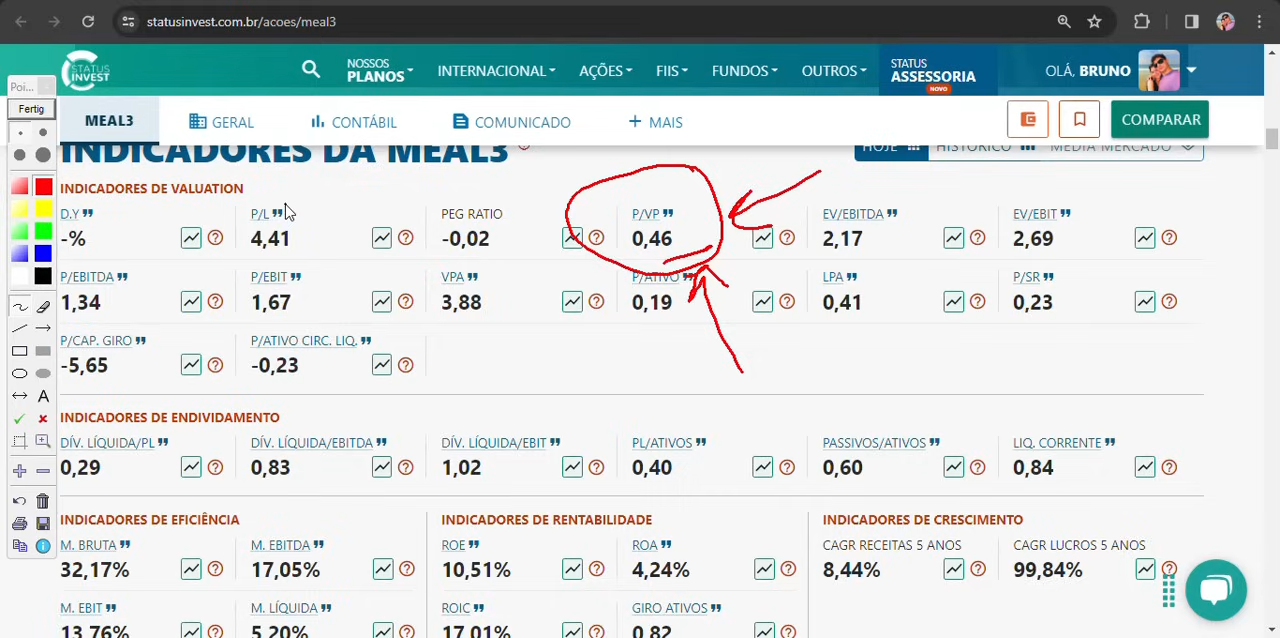 statusinvest.com.br/acoes/meal3
STATUS INVEST
NOSSOS PLANOS
INTERNACIONAL
AÇÕES
FIIS
FUNDOS
OUTROS
STATUS ASSESSORIA
NOVO
OLÁ, BRUNO
Poi...
Fertig
MEAL3
GERAL
CONTÁBIL
COMUNICADO
+ MAIS
COMPARAR
INDICADORES DA MEAL3
HOJE
HISTÓRICO
MÉDIA MERCADO
INDICADORES DE VALUATION
D.Y
P/L
PEG RATIO
P/VP
EV/EBITDA
EV/EBIT
-%
4,41
-0,02
0,46
2,17
2,69
P/EBITDA
P/EBIT
VPA
P/ATIVO
LPA
P/SR
1,34
1,67
3,88
0,19
0,41
0,23
P/CAP. GIRO
P/ATIVO CIRC. LIQ.
-5,65
-0,23
INDICADORES DE ENDIVIDAMENTO
DÍV. LÍQUIDA/PL
DÍV. LÍQUIDA/EBITDA
DÍV. LÍQUIDA/EBIT
PL/ATIVOS
PASSIVOS/ATIVOS
LIQ. CORRENTE
0,29
0,83
1,02
0,40
0,60
0,84
INDICADORES DE EFICIÊNCIA
INDICADORES DE RENTABILIDADE
INDICADORES DE CRESCIMENTO
M. BRUTA
M. EBITDA
ROE
ROA
CAGR RECEITAS 5 ANOS
CAGR LUCROS 5 ANOS
32,17%
17,05%
10,51%
4,24%
8,44%
99,84%
M. EBIT
M. LÍQUIDA
ROIC
GIRO ATIVOS
13,76%
5,20%
17,01%
0,82